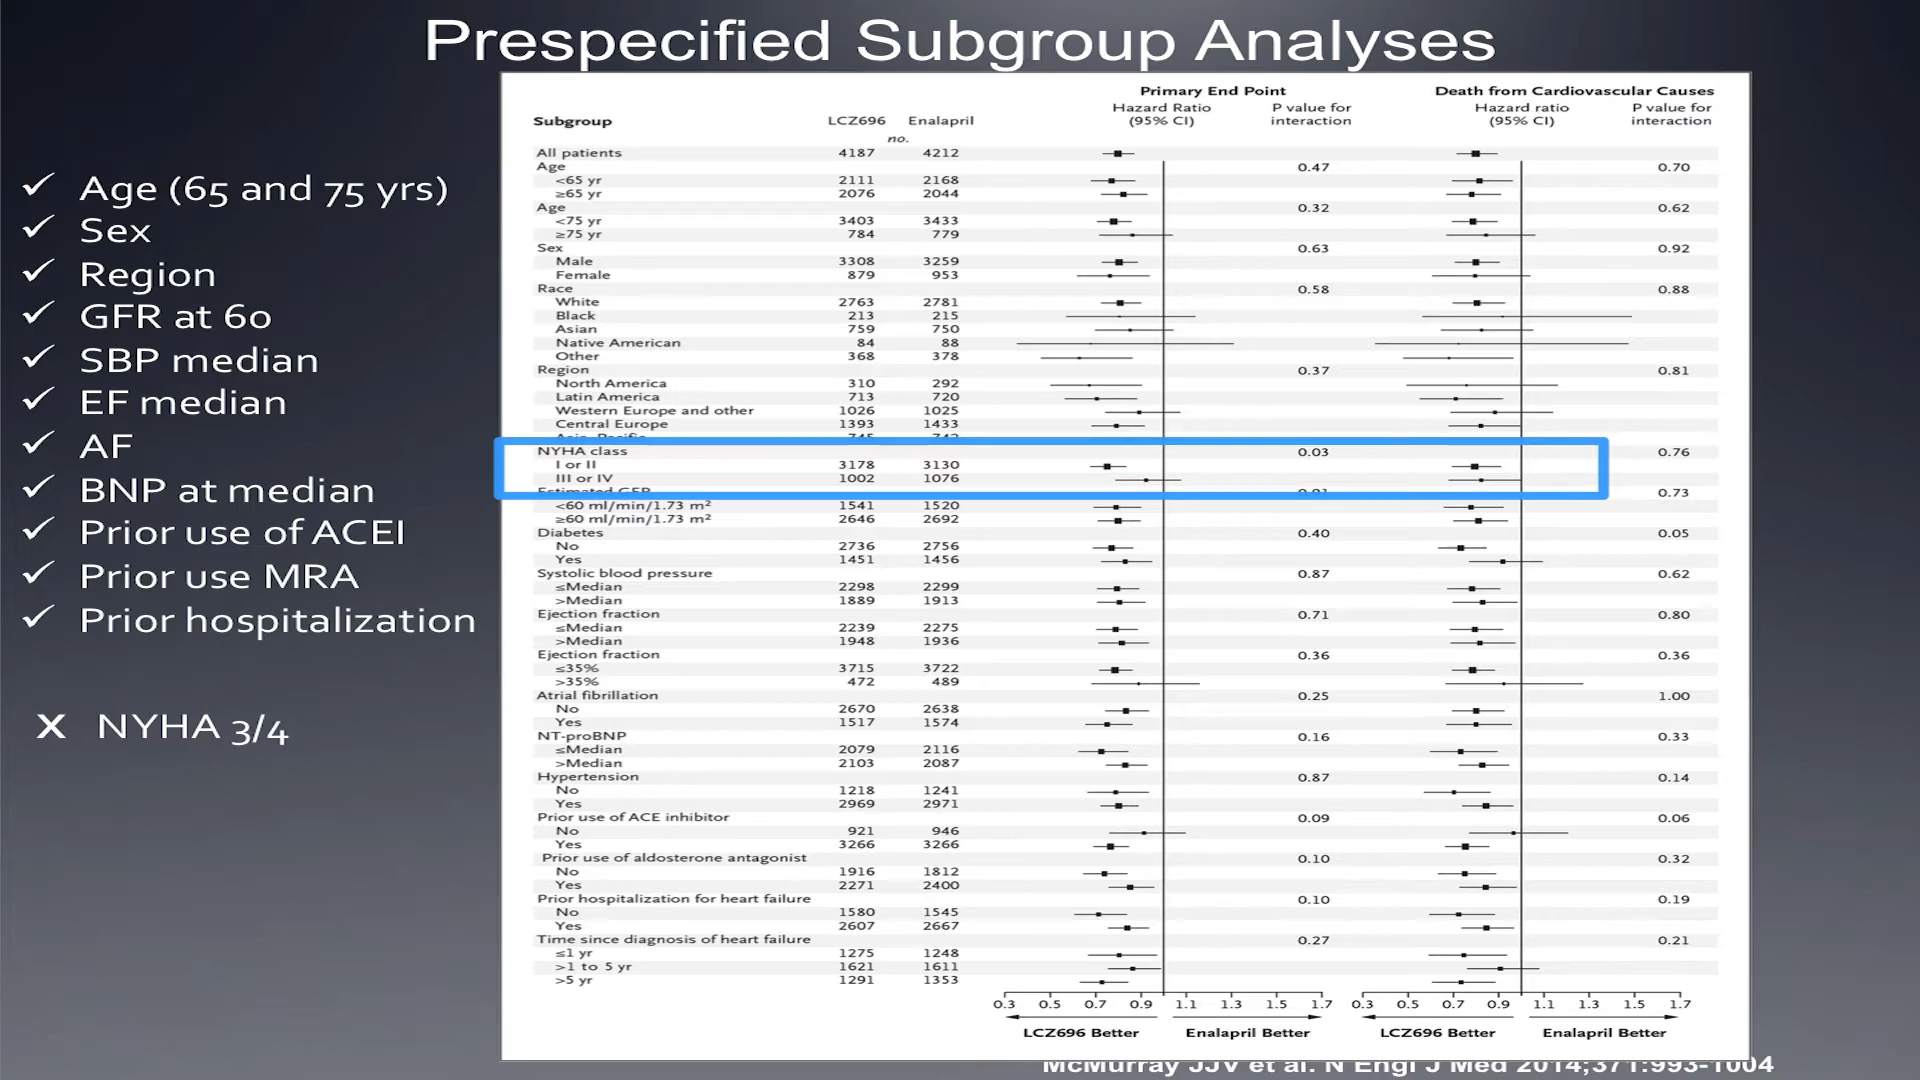 Prespecified Subgroup Analyses
✓ Age (65 and 75 yrs)
✓ Sex
✓ Region
✓ GFR at 60
✓ SBP median
✓ EF median
✓ AF
✓ BNP at median
✓ Prior use of ACEI
✓ Prior use MRA
✓ Prior hospitalization
X NYHA 3/4
Primary End Point Death from Cardiovascular Causes
Hazard Ratio P value for Hazard ratio P value for
Subgroup LCZ696 Enalapril (95% CI) interaction (95% CI) interaction
no.
All patients 4187 4212
Age 0.47 0.70
<65 yr 2111 2168
≥65 yr 2076 2044
Age 0.32 0.62
<75 yr 3403 3433
≥75 yr 784 779
Sex 0.63 0.92
Male 3308 3259
Female 879 953
Race 0.58 0.88
White 2763 2781
Black 213 215
Asian 759 750
Native American 84 88
Other 368 378
Region 0.37 0.81
North America 310 292
Latin America 713 720
Western Europe and other 1026 1025
Central Europe 1393 1433
Asia-Pacific 745 742
NYHA class 0.03 0.76
I or II 3178 3130
III or IV 1002 1076
Estimated GFR 0.91 0.73
<60 ml/min/1.73 m² 1541 1520
≥60 ml/min/1.73 m² 2646 2692
Diabetes 0.40 0.05
No 2736 2756
Yes 1451 1456
Systolic blood pressure 0.87 0.62
≤Median 2298 2299
>Median 1889 1913
Ejection fraction 0.71 0.80
≤Median 2239 2275
>Median 1948 1936
Ejection fraction 0.36 0.36
≤35% 3715 3722
>35% 472 489
Atrial fibrillation 0.25 1.00
No 2670 2638
Yes 1517 1574
NT-proBNP 0.16 0.33
≤Median 2079 2116
>Median 2103 2087
Hypertension 0.87 0.14
No 1218 1241
Yes 2969 2971
Prior use of ACE inhibitor 0.09 0.06
No 921 946
Yes 3266 3266
Prior use of aldosterone antagonist 0.10 0.32
No 1916 1812
Yes 2271 2400
Prior hospitalization for heart failure 0.10 0.19
No 1580 1545
Yes 2607 2667
Time since diagnosis of heart failure 0.27 0.21
≤1 yr 1275 1248
>1 to 5 yr 1621 1611
>5 yr 1291 1353
0.3 0.5 0.7 0.9 1.1 1.3 1.5 1.7 0.3 0.5 0.7 0.9 1.1 1.3 1.5 1.7
LCZ696 Better Enalapril Better LCZ696 Better Enalapril Better
McMurray JJV et al. N Engl J Med 2014;371:993-1004